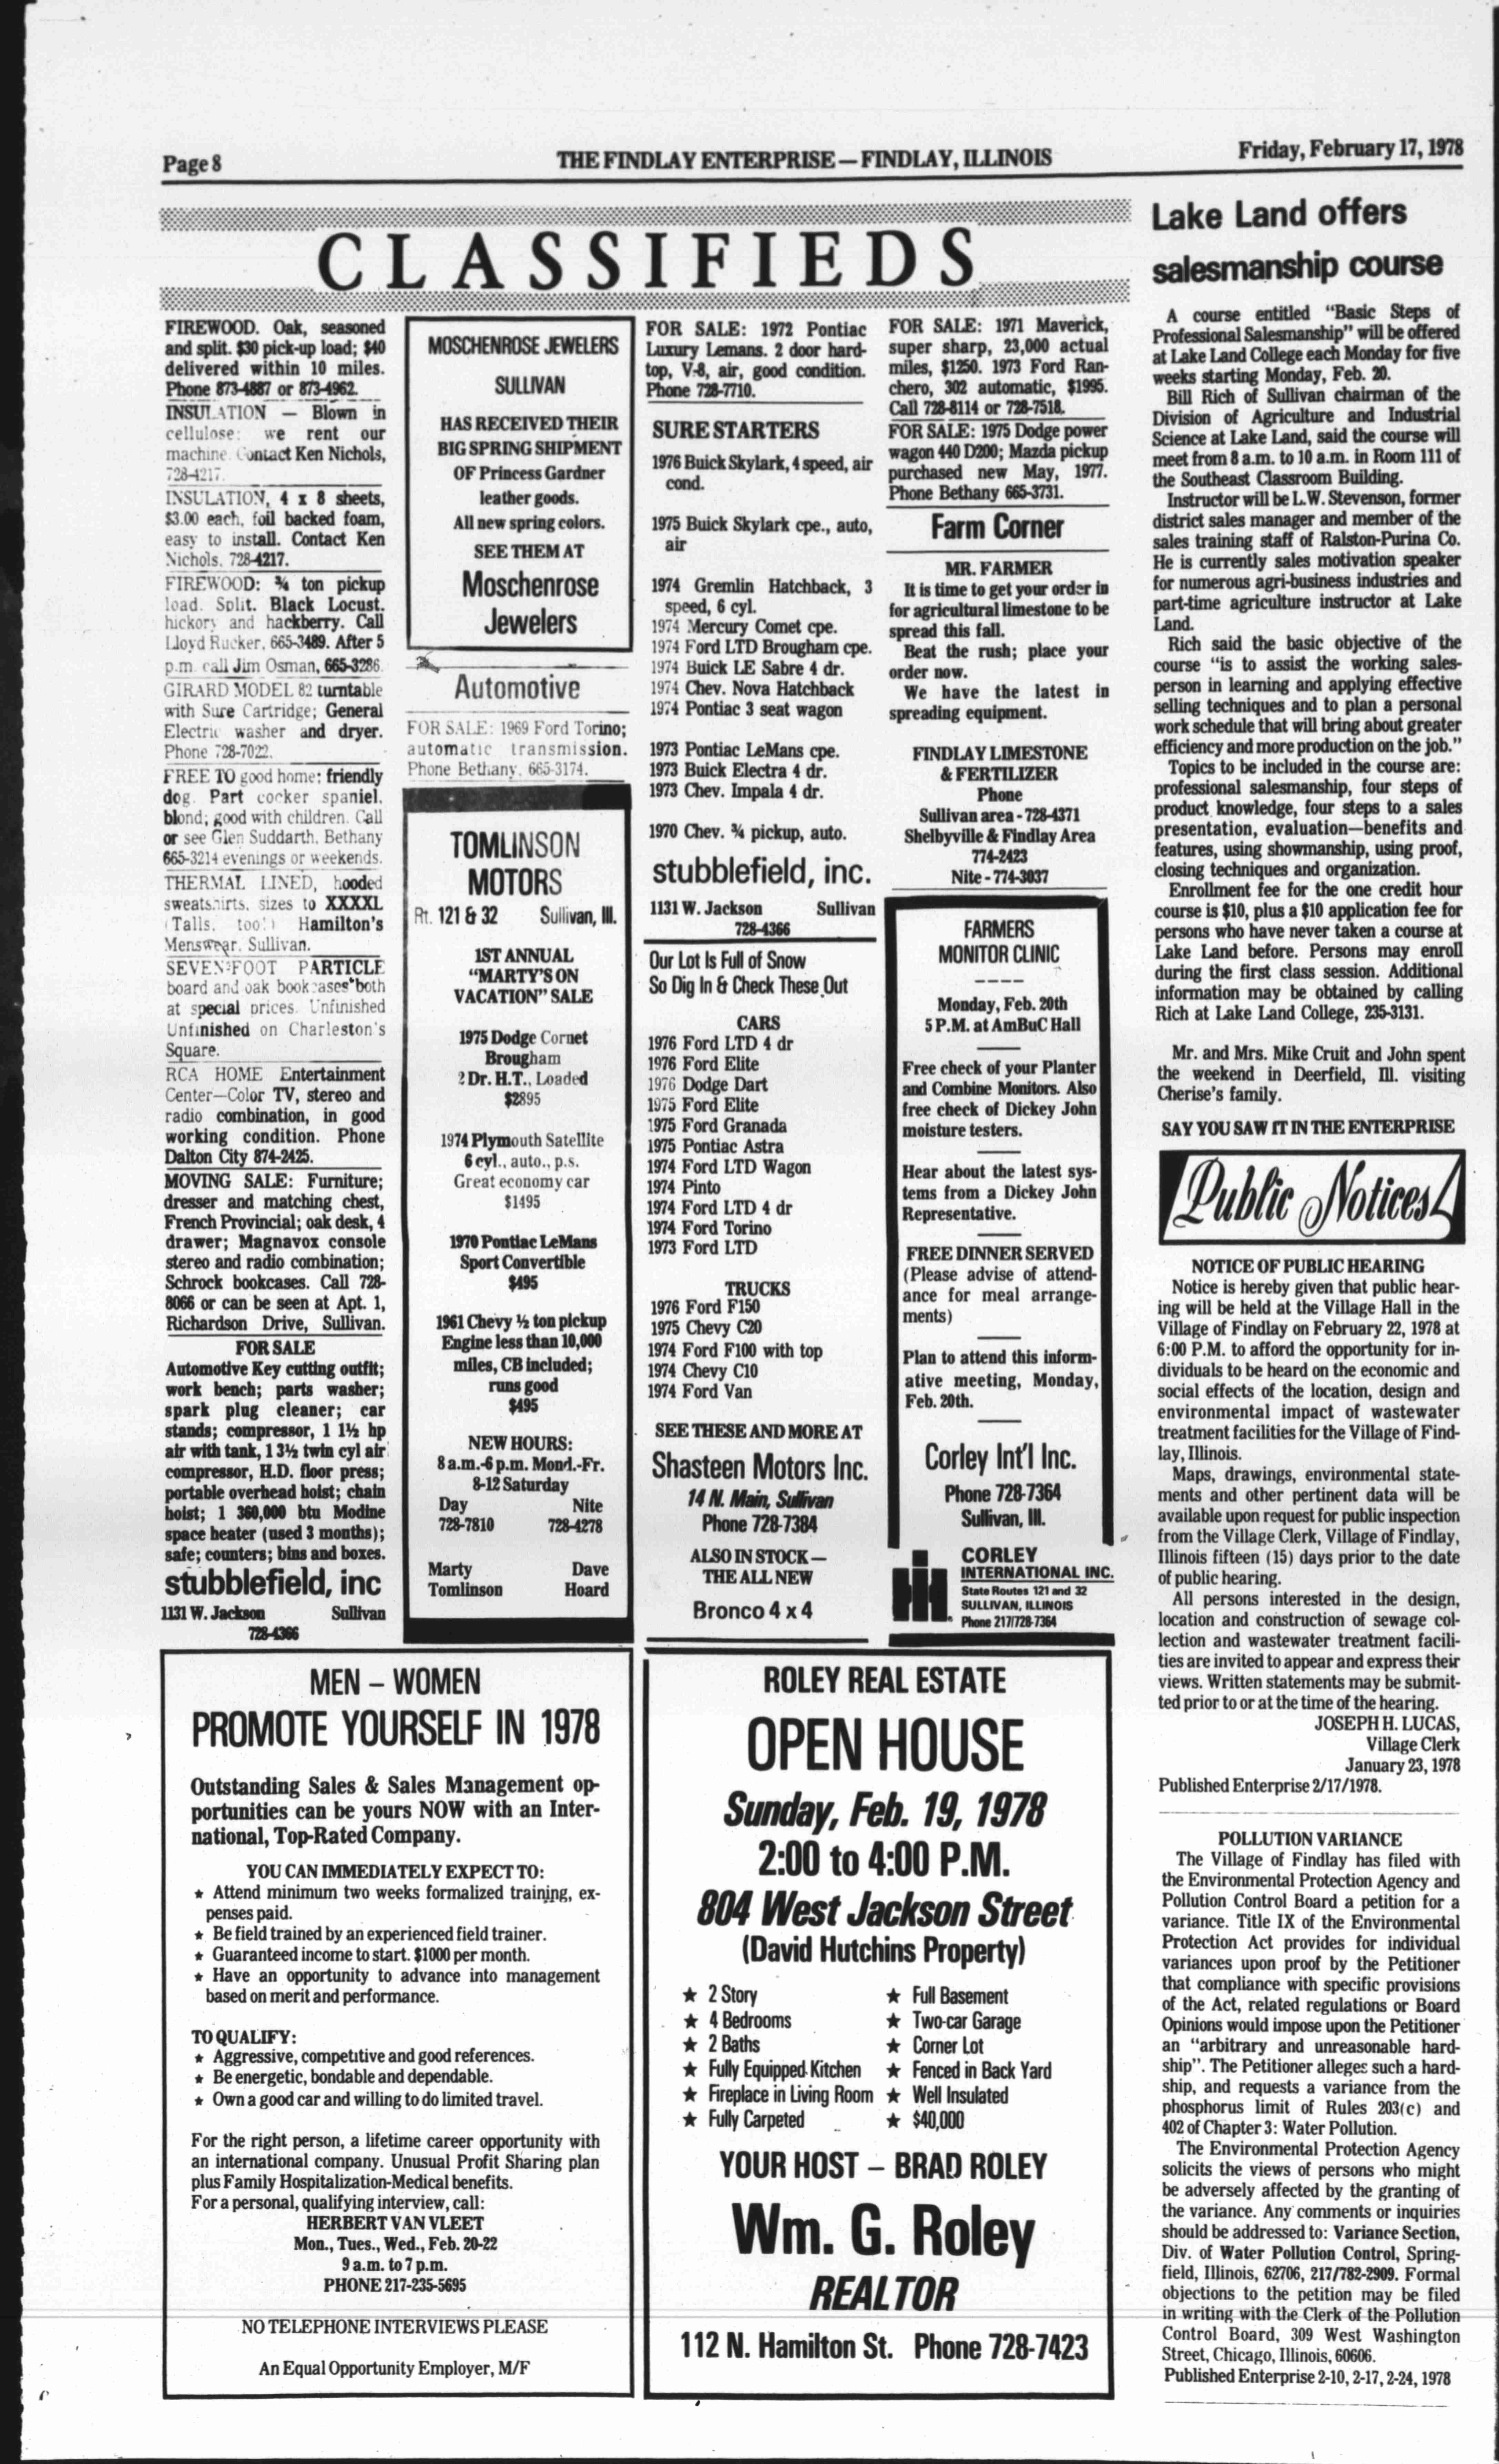 Page 8
THE FINDLAY ENTERPRISE — FINDLAY, ILLINOIS
Friday, February 17, 1978
CLASSIFIEDS
FIREWOOD. Oak, seasoned
and split. $30 pick-up load; $40
delivered within 10 miles.
Phone 873-4887 or 873-4962.
INSULATION — Blown in
cellulose; we rent our
machine. Contact Ken Nichols,
728-4217.
INSULATION, 4 x 8 sheets,
$3.00 each, foil backed foam,
easy to install. Contact Ken
Nichols. 728-4217.
FIREWOOD: ¾ ton pickup
load. Split. Black Locust.
hickory and hackberry. Call
Lloyd Rucker, 665-3489. After 5
p.m. call Jim Osman, 665-3286.
GIRARD MODEL 82 turntable
with Sure Cartridge; General
Electric washer and dryer.
Phone 728-7022.
FREE TO good home: friendly
dog. Part cocker spaniel,
blond; good with children. Call
or see Glen Suddarth, Bethany
665-3214 evenings or weekends.
THERMAL LINED, hooded
sweatshirts, sizes to XXXXL
(Talls, too!) Hamilton's
Menswear, Sullivan.
SEVEN-FOOT PARTICLE
board and oak bookcases both
at special prices. Unfinished
Unfinished on Charleston's
Square.
RCA HOME Entertainment
Center—Color TV, stereo and
radio combination, in good
working condition. Phone
Dalton City 874-2425.
MOVING SALE: Furniture;
dresser and matching chest,
French Provincial; oak desk, 4
drawer; Magnavox console
stereo and radio combination;
Schrock bookcases. Call 728-
8066 or can be seen at Apt. 1,
Richardson Drive, Sullivan.
FOR SALE
Automotive Key cutting outfit;
work bench; parts washer;
spark plug cleaner; car
stands; compressor, 1 1½ hp
air with tank, 1 3½ twin cyl air
compressor, H.D. floor press;
portable overhead hoist; chain
hoist; 1 360,000 btu Modine
space heater (used 3 months);
safe; counters; bins and boxes.
stubblefield, inc
1131 W. Jackson Sullivan
728-4366
MOSCHENROSE JEWELERS
SULLIVAN
HAS RECEIVED THEIR
BIG SPRING SHIPMENT
OF Princess Gardner
leather goods.
All new spring colors.
SEE THEM AT
Moschenrose
Jewelers
Automotive
FOR SALE: 1969 Ford Torino;
automatic transmission.
Phone Bethany, 665-3174.
TOMLINSON
MOTORS
Rt. 121 & 32 Sullivan, Ill.
1ST ANNUAL
"MARTY'S ON
VACATION" SALE
1975 Dodge Cornet
Brougham
2 Dr. H.T., Loaded
$2895
1974 Plymouth Satellite
6 cyl., auto., p.s.
Great economy car
$1495
1970 Pontiac LeMans
Sport Convertible
$495
1961 Chevy ½ ton pickup
Engine less than 10,000
miles, CB included;
runs good
$495
NEW HOURS:
8 a.m.-6 p.m. Mond.-Fr.
8-12 Saturday
Day Nite
728-7810 728-4278
Marty Dave
Tomlinson Hoard
FOR SALE: 1972 Pontiac
Luxury Lemans. 2 door hard-
top, V-8, air, good condition.
Phone 728-7710.
SURE STARTERS
1976 Buick Skylark, 4 speed, air
cond.
1975 Buick Skylark cpe., auto,
air
1974 Gremlin Hatchback, 3
speed, 6 cyl.
1974 Mercury Comet cpe.
1974 Ford LTD Brougham cpe.
1974 Buick LE Sabre 4 dr.
1974 Chev. Nova Hatchback
1974 Pontiac 3 seat wagon
1973 Pontiac LeMans cpe.
1973 Buick Electra 4 dr.
1973 Chev. Impala 4 dr.
1970 Chev. ¾ pickup, auto.
stubblefield, inc.
1131 W. Jackson Sullivan
728-4366
Our Lot Is Full of Snow
So Dig In & Check These Out
CARS
1976 Ford LTD 4 dr
1976 Ford Elite
1976 Dodge Dart
1975 Ford Elite
1975 Ford Granada
1975 Pontiac Astra
1974 Ford LTD Wagon
1974 Pinto
1974 Ford LTD 4 dr
1974 Ford Torino
1973 Ford LTD
TRUCKS
1976 Ford F150
1975 Chevy C20
1974 Ford F100 with top
1974 Chevy C10
1974 Ford Van
SEE THESE AND MORE AT
Shasteen Motors Inc.
14 N. Main, Sullivan
Phone 728-7384
ALSO IN STOCK —
THE ALL NEW
Bronco 4 x 4
FOR SALE: 1971 Maverick,
super sharp, 23,000 actual
miles, $1250. 1973 Ford Ran-
chero, 302 automatic, $1995.
Call 728-8114 or 728-7518.
FOR SALE: 1975 Dodge power
wagon 440 D200; Mazda pickup
purchased new May, 1977.
Phone Bethany 665-3731.
Farm Corner
MR. FARMER
It is time to get your order in
for agricultural limestone to be
spread this fall.
Beat the rush; place your
order now.
We have the latest in
spreading equipment.
FINDLAY LIMESTONE
& FERTILIZER
Phone
Sullivan area - 728-4371
Shelbyville & Findlay Area
774-2423
Nite - 774-3037
FARMERS
MONITOR CLINIC
Monday, Feb. 20th
5 P.M. at AmBuC Hall
Free check of your Planter
and Combine Monitors. Also
free check of Dickey John
moisture testers.
Hear about the latest sys-
tems from a Dickey John
Representative.
FREE DINNER SERVED
(Please advise of attend-
ance for meal arrange-
ments)
Plan to attend this inform-
ative meeting, Monday,
Feb. 20th.
Corley Int'l Inc.
Phone 728-7364
Sullivan, Ill.
CORLEY
INTERNATIONAL INC.
State Routes 121 and 32
SULLIVAN, ILLINOIS
Phone 217/728-7364
MEN – WOMEN
PROMOTE YOURSELF IN 1978
Outstanding Sales & Sales Management op-
portunities can be yours NOW with an Inter-
national, Top-Rated Company.
YOU CAN IMMEDIATELY EXPECT TO:
★ Attend minimum two weeks formalized training, ex-
penses paid.
★ Be field trained by an experienced field trainer.
★ Guaranteed income to start. $1000 per month.
★ Have an opportunity to advance into management
based on merit and performance.
TO QUALIFY:
★ Aggressive, competitive and good references.
★ Be energetic, bondable and dependable.
★ Own a good car and willing to do limited travel.
For the right person, a lifetime career opportunity with
an international company. Unusual Profit Sharing plan
plus Family Hospitalization-Medical benefits.
For a personal, qualifying interview, call:
HERBERT VAN VLEET
Mon., Tues., Wed., Feb. 20-22
9 a.m. to 7 p.m.
PHONE 217-235-5695
NO TELEPHONE INTERVIEWS PLEASE
An Equal Opportunity Employer, M/F
ROLEY REAL ESTATE
OPEN HOUSE
Sunday, Feb. 19, 1978
2:00 to 4:00 P.M.
804 West Jackson Street
(David Hutchins Property)
★ 2 Story ★ Full Basement
★ 4 Bedrooms ★ Two-car Garage
★ 2 Baths ★ Corner Lot
★ Fully Equipped Kitchen ★ Fenced in Back Yard
★ Fireplace in Living Room ★ Well Insulated
★ Fully Carpeted ★ $40,000
YOUR HOST – BRAD ROLEY
Wm. G. Roley
REALTOR
112 N. Hamilton St. Phone 728-7423
Lake Land offers
salesmanship course
A course entitled "Basic Steps of
Professional Salesmanship" will be offered
at Lake Land College each Monday for five
weeks starting Monday, Feb. 20.
Bill Rich of Sullivan chairman of the
Division of Agriculture and Industrial
Science at Lake Land, said the course will
meet from 8 a.m. to 10 a.m. in Room 111 of
the Southeast Classroom Building.
Instructor will be L.W. Stevenson, former
district sales manager and member of the
sales training staff of Ralston-Purina Co.
He is currently sales motivation speaker
for numerous agri-business industries and
part-time agriculture instructor at Lake
Land.
Rich said the basic objective of the
course "is to assist the working sales-
person in learning and applying effective
selling techniques and to plan a personal
work schedule that will bring about greater
efficiency and more production on the job."
Topics to be included in the course are:
professional salesmanship, four steps of
product knowledge, four steps to a sales
presentation, evaluation—benefits and
features, using showmanship, using proof,
closing techniques and organization.
Enrollment fee for the one credit hour
course is $10, plus a $10 application fee for
persons who have never taken a course at
Lake Land before. Persons may enroll
during the first class session. Additional
information may be obtained by calling
Rich at Lake Land College, 235-3131.
Mr. and Mrs. Mike Cruit and John spent
the weekend in Deerfield, Ill. visiting
Cherise's family.
SAY YOU SAW IT IN THE ENTERPRISE
Public Notices
NOTICE OF PUBLIC HEARING
Notice is hereby given that public hear-
ing will be held at the Village Hall in the
Village of Findlay on February 22, 1978 at
6:00 P.M. to afford the opportunity for in-
dividuals to be heard on the economic and
social effects of the location, design and
environmental impact of wastewater
treatment facilities for the Village of Find-
lay, Illinois.
Maps, drawings, environmental state-
ments and other pertinent data will be
available upon request for public inspection
from the Village Clerk, Village of Findlay,
Illinois fifteen (15) days prior to the date
of public hearing.
All persons interested in the design,
location and construction of sewage col-
lection and wastewater treatment facili-
ties are invited to appear and express their
views. Written statements may be submit-
ted prior to or at the time of the hearing.
JOSEPH H. LUCAS,
Village Clerk
January 23, 1978
Published Enterprise 2/17/1978.
POLLUTION VARIANCE
The Village of Findlay has filed with
the Environmental Protection Agency and
Pollution Control Board a petition for a
variance. Title IX of the Environmental
Protection Act provides for individual
variances upon proof by the Petitioner
that compliance with specific provisions
of the Act, related regulations or Board
Opinions would impose upon the Petitioner
an "arbitrary and unreasonable hard-
ship". The Petitioner alleges such a hard-
ship, and requests a variance from the
phosphorus limit of Rules 203(c) and
402 of Chapter 3: Water Pollution.
The Environmental Protection Agency
solicits the views of persons who might
be adversely affected by the granting of
the variance. Any comments or inquiries
should be addressed to: Variance Section,
Div. of Water Pollution Control, Spring-
field, Illinois, 62706, 217/782-2909. Formal
objections to the petition may be filed
in writing with the Clerk of the Pollution
Control Board, 309 West Washington
Street, Chicago, Illinois, 60606.
Published Enterprise 2-10, 2-17, 2-24, 1978